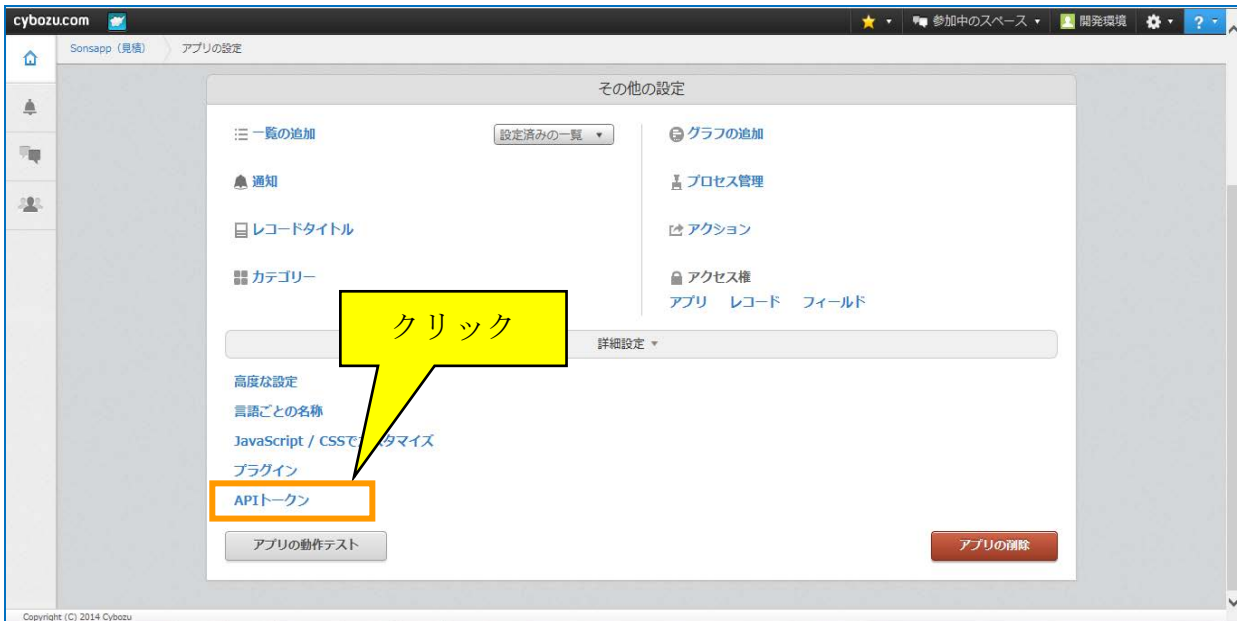 cybozu.com
参加中のスペース
開発環境
?
Sonsapp（見積）
アプリの設定
その他の設定
一覧の追加
設定済みの一覧
グラフの追加
通知
プロセス管理
レコードタイトル
アクション
カテゴリー
アクセス権
アプリ レコード フィールド
クリック
詳細設定
高度な設定
言語ごとの名称
JavaScript / CSSで タマイズ
プラグイン
APIトークン
アプリの動作テスト
アプリの削除
Copyright (C) 2014 Cybozu